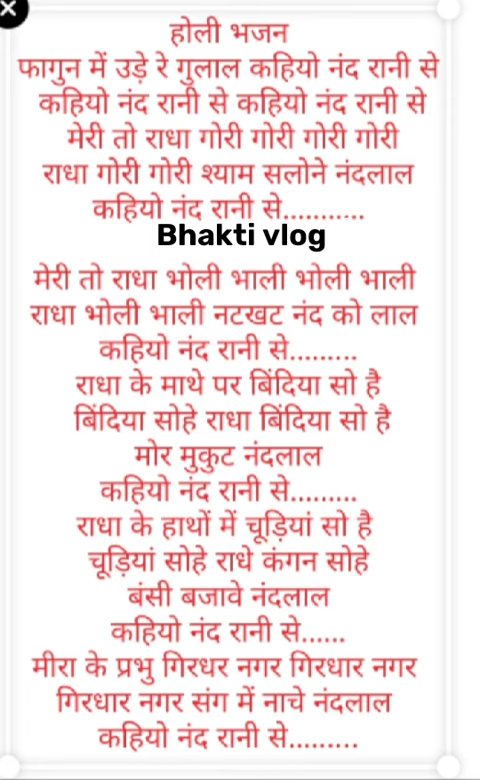 होली भजन
फागुन में उड़े रे गुलाल कहियो नंद रानी से
कहियो नंद रानी से कहियो नंद रानी से
मेरी तो राधा गोरी गोरी गोरी गोरी
राधा गोरी गोरी श्याम सलोने नंदलाल
कहियो नंद रानी से...........
Bhakti vlog
मेरी तो राधा भोली भाली भोली भाली
राधा भोली भाली नटखट नंद को लाल
कहियो नंद रानी से.........
राधा के माथे पर बिंदिया सो है
बिंदिया सोहे राधा बिंदिया सो है
मोर मुकुट नंदलाल
कहियो नंद रानी से.........
राधा के हाथों में चूड़ियां सो है
चूड़ियां सोहे राधे कंगन सोहे
बंसी बजावे नंदलाल
कहियो नंद रानी से......
मीरा के प्रभु गिरधर नगर गिरधार नगर
गिरधार नगर संग में नाचे नंदलाल
कहियो नंद रानी से.........